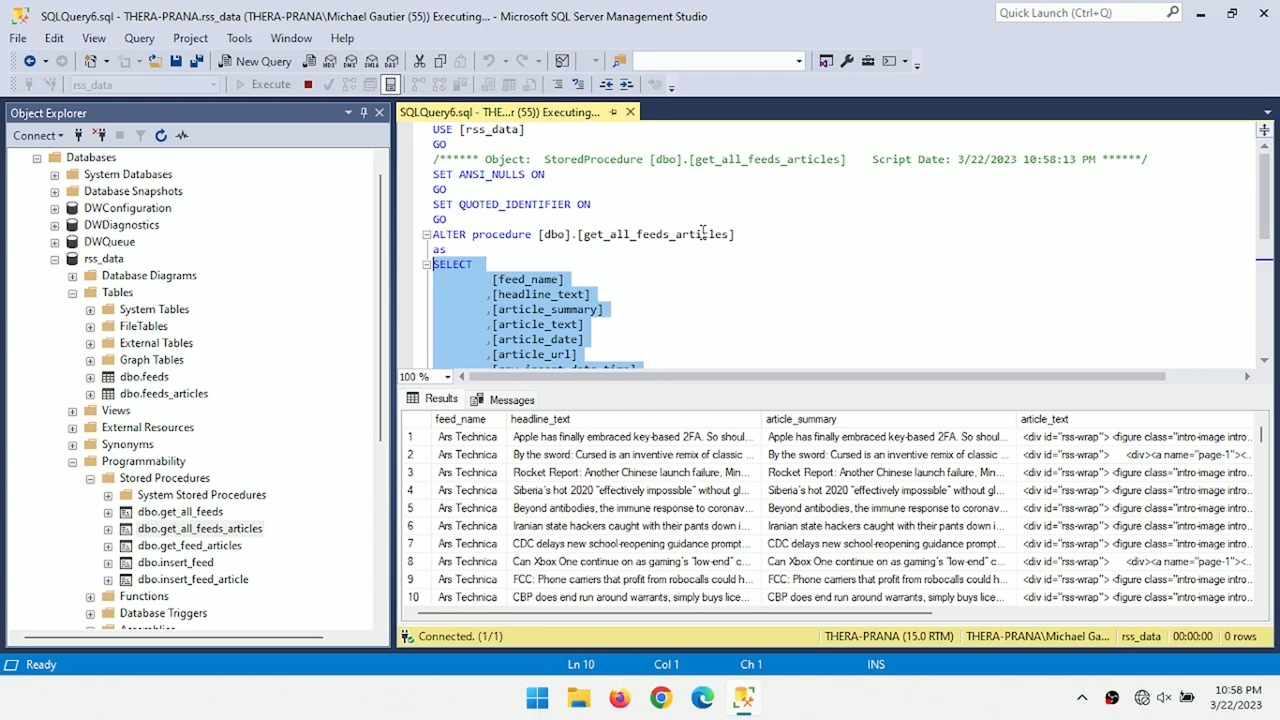 SQLQuery6.sql - THERA-PRANA.rss_data (THERA-PRANA\Michael Gautier (55)) Executing... - Microsoft SQL Server Management Studio
Quick Launch (Ctrl+Q)
File Edit View Query Project Tools Window Help
New Query
MDX DMX XMLA DAX
rss_data
Execute
Object Explorer
Connect
Databases
System Databases
Database Snapshots
DWConfiguration
DWDiagnostics
DWQueue
rss_data
Database Diagrams
Tables
System Tables
FileTables
External Tables
Graph Tables
dbo.feeds
dbo.feeds_articles
Views
External Resources
Synonyms
Programmability
Stored Procedures
System Stored Procedures
dbo.get_all_feeds
dbo.get_all_feeds_articles
dbo.get_feed_articles
dbo.insert_feed
dbo.insert_feed_article
Functions
Database Triggers
SQLQuery6.sql - THE...r (55)) Executing...
USE [rss_data]
GO
/****** Object:  StoredProcedure [dbo].[get_all_feeds_articles]    Script Date: 3/22/2023 10:58:13 PM ******/
SET ANSI_NULLS ON
GO
SET QUOTED_IDENTIFIER ON
GO
ALTER procedure [dbo].[get_all_feeds_articles]
as
SELECT
[feed_name]
,[headline_text]
,[article_summary]
,[article_text]
,[article_date]
,[article_url]
100 %
Results Messages
feed_name headline_text article_summary article_text
1 Ars Technica Apple has finally embraced key-based 2FA. So shoul... Apple has finally embraced key-based 2FA. So shoul... <div id="rss-wrap"> <figure class="intro-image intro...
2 Ars Technica By the sword: Cursed is an inventive remix of classic ... By the sword: Cursed is an inventive remix of classic ... <div id="rss-wrap"> <div><a name="page-1"><...
3 Ars Technica Rocket Report: Another Chinese launch failure, Min... Rocket Report: Another Chinese launch failure, Min... <div id="rss-wrap"> <figure class="intro-image intro...
4 Ars Technica Siberia's hot 2020 "effectively impossible" without gl... Siberia's hot 2020 "effectively impossible" without gl... <div id="rss-wrap"> <figure class="intro-image intro...
5 Ars Technica Beyond antibodies, the immune response to coronav... Beyond antibodies, the immune response to coronav... <div id="rss-wrap"> <figure class="intro-image intro...
6 Ars Technica Iranian state hackers caught with their pants down i... Iranian state hackers caught with their pants down i... <div id="rss-wrap"> <figure class="intro-image intro...
7 Ars Technica CDC delays new school-reopening guidance prompt... CDC delays new school-reopening guidance prompt... <div id="rss-wrap"> <figure class="intro-image intro...
8 Ars Technica Can Xbox One continue on as gaming's "low-end" c... Can Xbox One continue on as gaming's "low-end" c... <div id="rss-wrap"> <div><a name="page-1"><...
9 Ars Technica FCC: Phone carriers that profit from robocalls could h... FCC: Phone carriers that profit from robocalls could h... <div id="rss-wrap"> <figure class="intro-image intro...
10 Ars Technica CBP does end run around warrants, simply buys lice... CBP does end run around warrants, simply buys lice... <div id="rss-wrap"> <figure class="intro-image intro...
Connected. (1/1) THERA-PRANA (15.0 RTM) THERA-PRANA\Michael Ga... rss_data 00:00:00 0 rows
Ready Ln 10 Col 1 Ch 1 INS
10:58 PM
3/22/2023